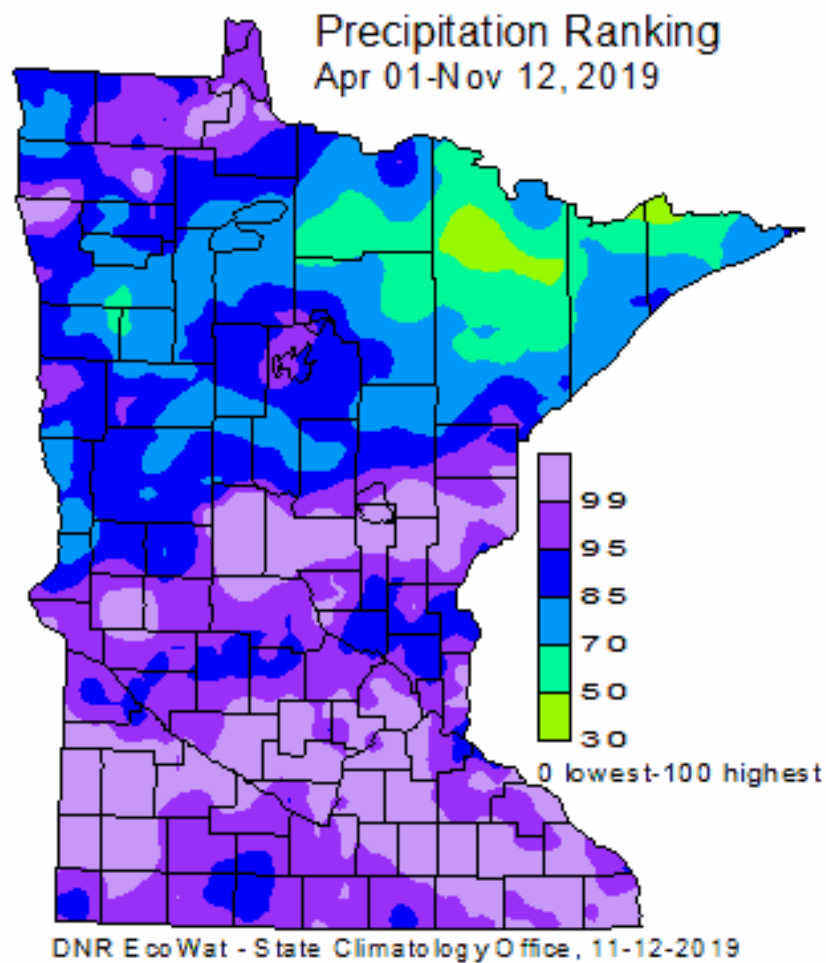 Precipitation Ranking
Apr 01-Nov 12, 2019
99
95
85
70
50
30
0 lowest-100 highest
DNR EcoWat - State Climatology Office, 11-12-2019